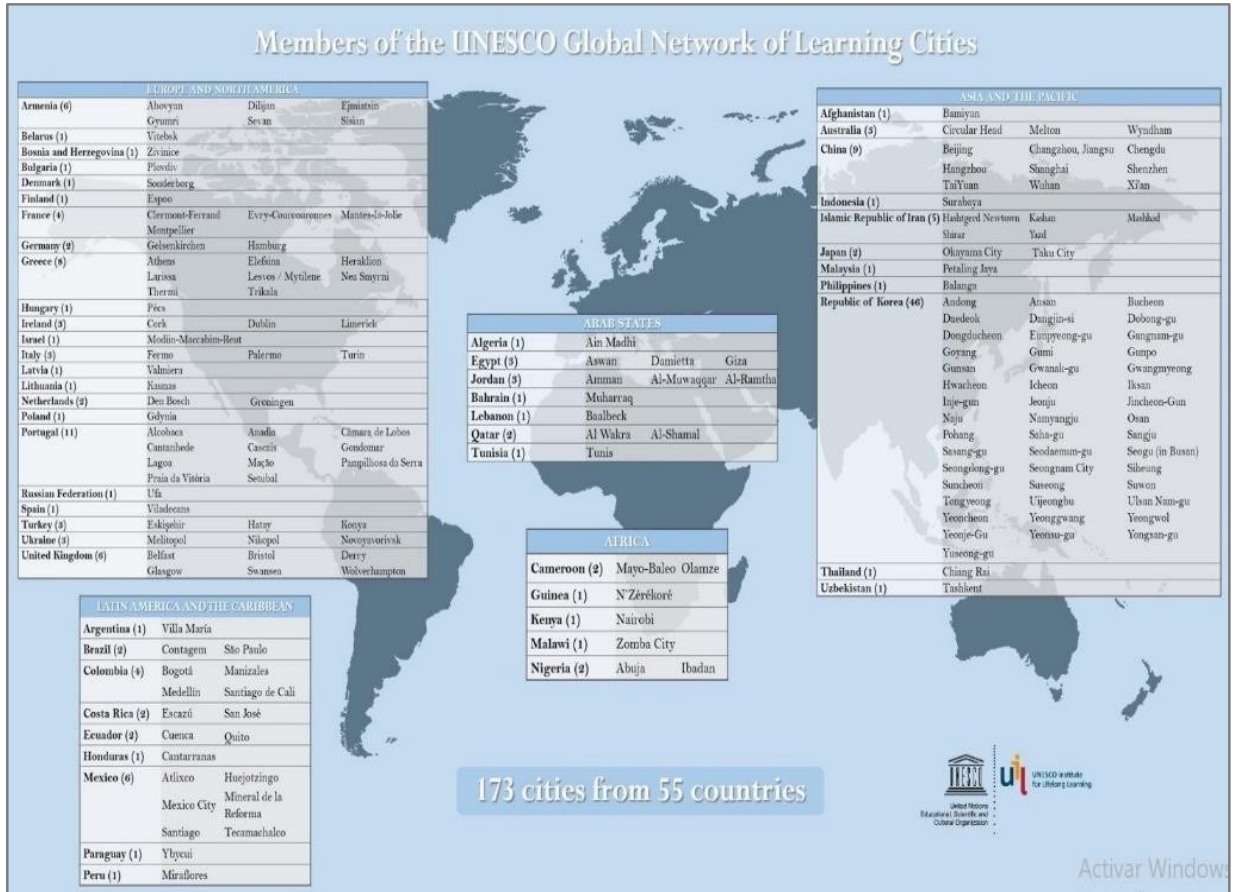 Members of the UNESCO Global Network of Learning Cities
EUROPE AND NORTH AMERICA
Armenia (6) Abovyan Dilijan Ejmiatsin
Gyumri Sevan Sisian
Belarus (1) Vitebsk
Bosnia and Herzegovina (1) Zivinice
Bulgaria (1) Plovdiv
Denmark (1) Sonderborg
Finland (1) Espoo
France (4) Clermont-Ferrand Evry-Courcouronnes Mantes-la-Jolie
Montpellier
Germany (2) Gelsenkirchen Hamburg
Greece (8) Athens Elefsina Heraklion
Larissa Lesvos / Mytilene Nea Smyrni
Thermi Trikala
Hungary (1) Pécs
Ireland (3) Cork Dublin Limerick
Israel (1) Modiin-Maccabim-Reut
Italy (3) Fermo Palermo Turin
Latvia (1) Valmiera
Lithuania (1) Kaunas
Netherlands (2) Den Bosch Groningen
Poland (1) Gdynia
Portugal (11) Alcobaca Anadia Câmara de Lobos
Cantanhede Cascais Gondomar
Lagoa Mação Pampilhosa da Serra
Praia da Vitória Setubal
Russian Federation (1) Ufa
Spain (1) Viladecans
Turkey (3) Eskişehir Hatay Konya
Ukraine (3) Melitopol Nikopol Novoyavorivsk
United Kingdom (6) Belfast Bristol Derry
Glasgow Swansea Wolverhampton
LATIN AMERICA AND THE CARIBBEAN
Argentina (1) Villa María
Brazil (2) Contagem São Paulo
Colombia (4) Bogotá Manizales
Medellín Santiago de Cali
Costa Rica (2) Escazú San José
Ecuador (2) Cuenca Quito
Honduras (1) Cantarranas
Mexico (6) Atlixco Huejotzingo
Mexico City Mineral de la
Reforma
Santiago Tecamachalco
Paraguay (1) Ybycuí
Peru (1) Miraflores
ARAB STATES
Algeria (1) Ain Madhi
Egypt (3) Aswan Damietta Giza
Jordan (3) Amman Al-Muwaqqar Al-Ramtha
Bahrain (1) Muharraq
Lebanon (1) Baalbeck
Qatar (2) Al Wakra Al-Shamal
Tunisia (1) Tunis
AFRICA
Cameroon (2) Mayo-Baleo Olamze
Guinea (1) N'Zérékoré
Kenya (1) Nairobi
Malawi (1) Zomba City
Nigeria (2) Abuja Ibadan
ASIA AND THE PACIFIC
Afghanistan (1) Bamiyan
Australia (3) Circular Head Melton Wyndham
China (9) Beijing Changzhou, Jiangsu Chengdu
Hangzhou Shanghai Shenzhen
TaiYuan Wuhan Xi'an
Indonesia (1) Surabaya
Islamic Republic of Iran (5) Hashtgerd Newtown Kashan Mashhad
Shiraz Yazd
Japan (2) Okayama City Taku City
Malaysia (1) Petaling Jaya
Philippines (1) Balanga
Republic of Korea (46) Andong Ansan Bucheon
Daedeok Dangjin-si Dobong-gu
Dongducheon Eunpyeong-gu Gangnam-gu
Goyang Gumi Gunpo
Gunsan Gwanak-gu Gwangmyeong
Hwacheon Icheon Iksan
Inje-gun Jeonju Jincheon-Gun
Naju Namyangju Osan
Pohang Saha-gu Sangju
Sasang-gu Seodaemun-gu Seogu (in Busan)
Seongdong-gu Seongnam City Siheung
Suncheon Suseong Suwon
Tongyeong Uijeongbu Ulsan Nam-gu
Yeoncheon Yeonggwang Yeongwol
Yeonje-Gu Yeonsu-gu Yongsan-gu
Yuseong-gu
Thailand (1) Chiang Rai
Uzbekistan (1) Tashkent
173 cities from 55 countries
UNESCO
United Nations
Educational, Scientific and
Cultural Organization
uil
UNESCO Institute
for Lifelong Learning
Activar Windows